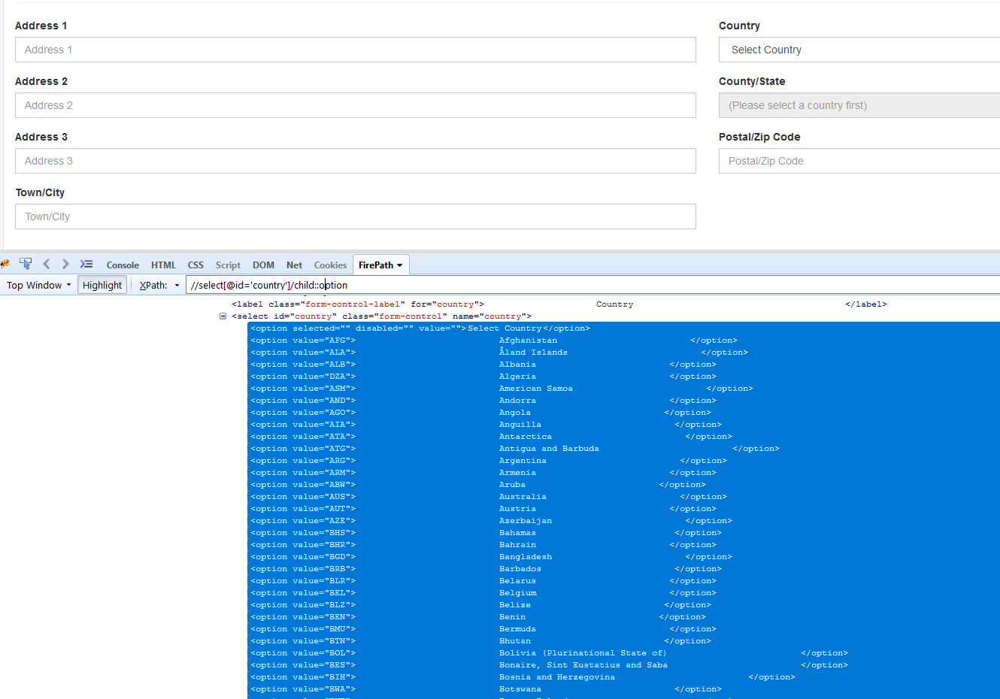 Address 1
Country
Address 1
Select Country
Address 2
County/State
Address 2
(Please select a country first)
Address 3
Postal/Zip Code
Address 3
Postal/Zip Code
Town/City
Town/City
Console HTML CSS Script DOM Net Cookies FirePath
Top Window Highlight XPath: //select[@id='country']/child::option
<label class="form-control-label" for="country"> Country </label>
<select id="country" class="form-control" name="country">
<option selected="" disabled="" value="">Select Country</option>
<option value="AFG"> Afghanistan </option>
<option value="ALA"> Åland Islands </option>
<option value="ALB"> Albania </option>
<option value="DZA"> Algeria </option>
<option value="ASM"> American Samoa </option>
<option value="AND"> Andorra </option>
<option value="AGO"> Angola </option>
<option value="AIA"> Anguilla </option>
<option value="ATA"> Antarctica </option>
<option value="ATG"> Antigua and Barbuda </option>
<option value="ARG"> Argentina </option>
<option value="ARM"> Armenia </option>
<option value="ABW"> Aruba </option>
<option value="AUS"> Australia </option>
<option value="AUT"> Austria </option>
<option value="AZE"> Azerbaijan </option>
<option value="BHS"> Bahamas </option>
<option value="BHR"> Bahrain </option>
<option value="BGD"> Bangladesh </option>
<option value="BRB"> Barbados </option>
<option value="BLR"> Belarus </option>
<option value="BEL"> Belgium </option>
<option value="BLZ"> Belize </option>
<option value="BEN"> Benin </option>
<option value="BMU"> Bermuda </option>
<option value="BTN"> Bhutan </option>
<option value="BOL"> Bolivia (Plurinational State of) </option>
<option value="BES"> Bonaire, Sint Eustatius and Saba </option>
<option value="BIH"> Bosnia and Herzegovina </option>
<option value="BWA"> Botswana </option>